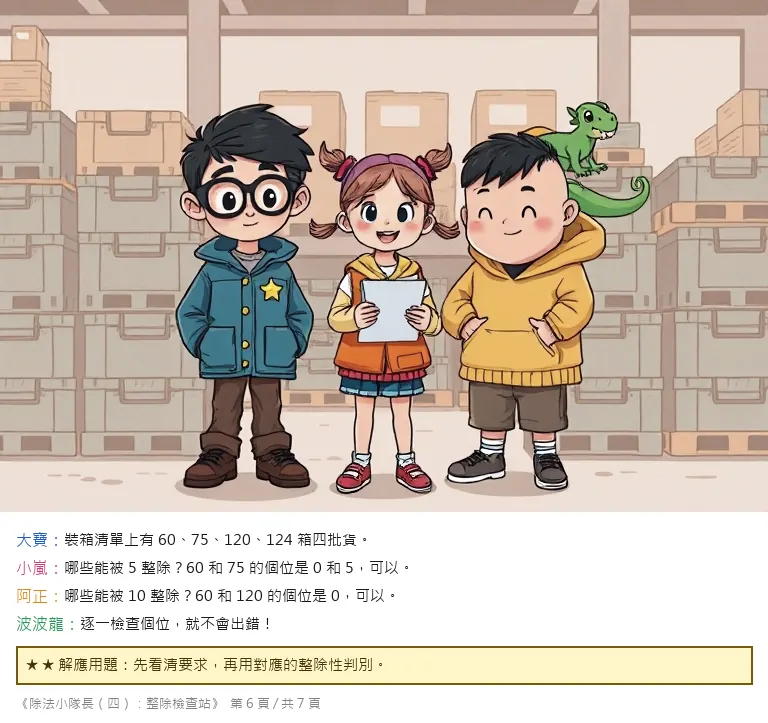 大寶：裝箱清單上有 60、75、120、124 箱四批貨。
小嵐：哪些能被 5 整除？60 和 75 的個位是 0 和 5，可以。
阿正：哪些能被 10 整除？60 和 120 的個位是 0，可以。
波波龍：逐一檢查個位，就不會出錯！
★★ 解應用題：先看清要求，再用對應的整除性判別。
《除法小隊長（四）：整除檢查站》 第 6 頁 / 共 7 頁